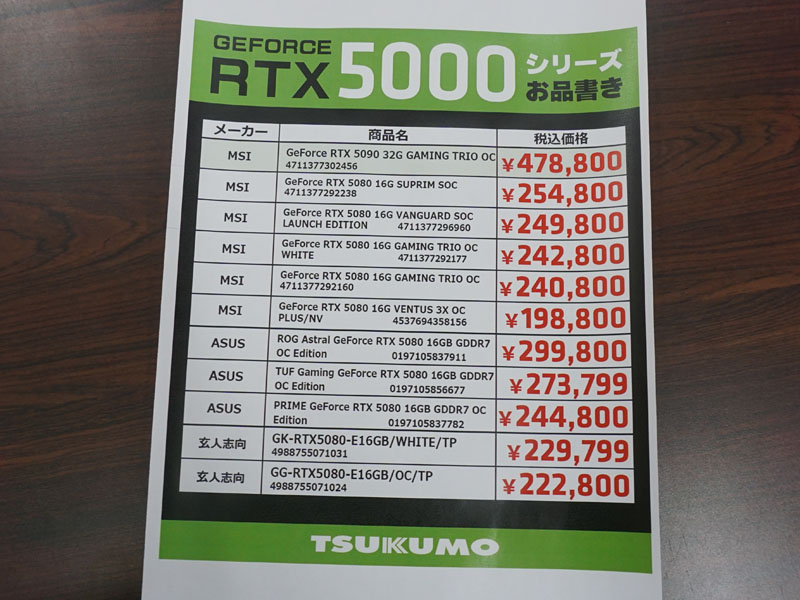 GEFORCE
RTX 5000 シリーズ
お品書き
メーカー 商品名 税込価格
MSI GeForce RTX 5090 32G GAMING TRIO OC ¥478,800
4711377302456
MSI GeForce RTX 5080 16G SUPRIM SOC ¥254,800
4711377292238
MSI GeForce RTX 5080 16G VANGUARD SOC ¥249,800
LAUNCH EDITION 4711377296960
MSI GeForce RTX 5080 16G GAMING TRIO OC ¥242,800
WHITE 4711377292177
MSI GeForce RTX 5080 16G GAMING TRIO OC ¥240,800
4711377292160
MSI GeForce RTX 5080 16G VENTUS 3X OC ¥198,800
PLUS/NV 4537694358156
ASUS ROG Astral GeForce RTX 5080 16GB GDDR7 ¥299,800
OC Edition 0197105837911
ASUS TUF Gaming GeForce RTX 5080 16GB GDDR7 ¥273,799
OC Edition 0197105856677
ASUS PRIME GeForce RTX 5080 16GB GDDR7 OC ¥244,800
Edition 0197105837782
玄人志向 GK-RTX5080-E16GB/WHITE/TP ¥229,799
4988755071031
玄人志向 GG-RTX5080-E16GB/OC/TP ¥222,800
4988755071024
TSUKUMO